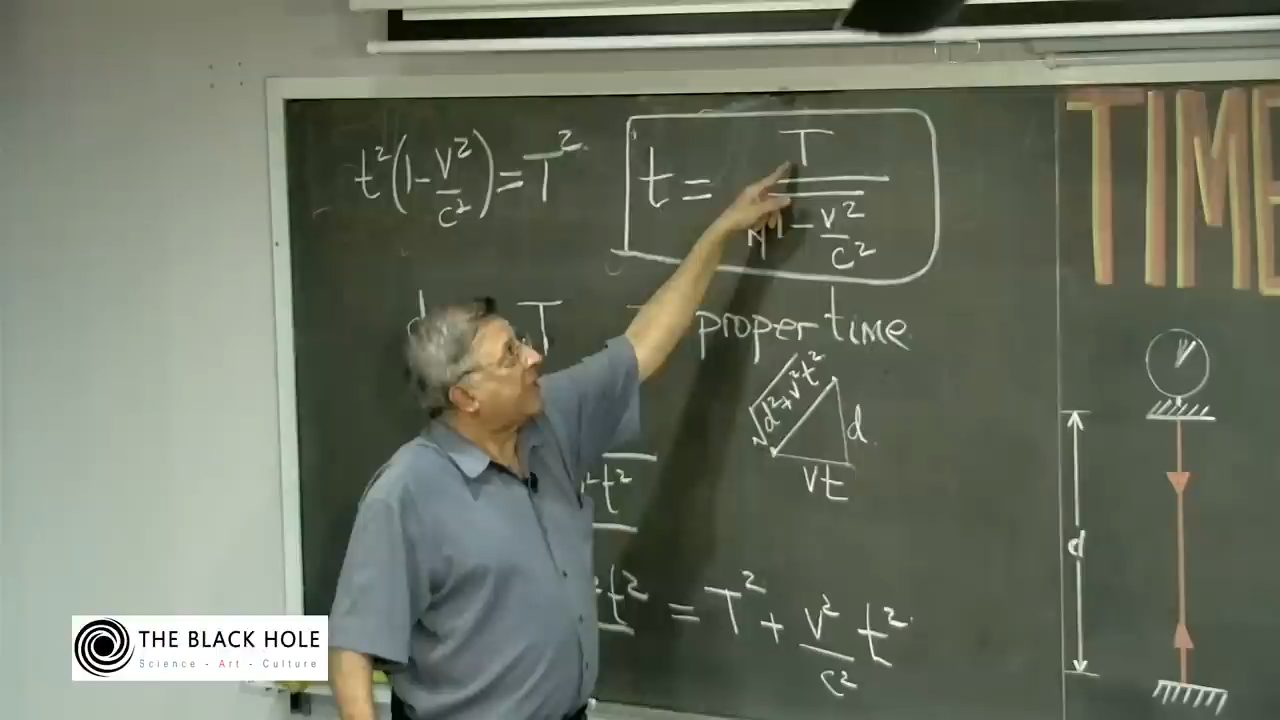 t²(1-v²/c²)=T²
t = T/√1-v²/c²
TIME
T
proper time
√d²+v²t²
d
vt
t²
d
t² = T² + v²/c² t²
THE BLACK HOLE
Science - Art - Culture